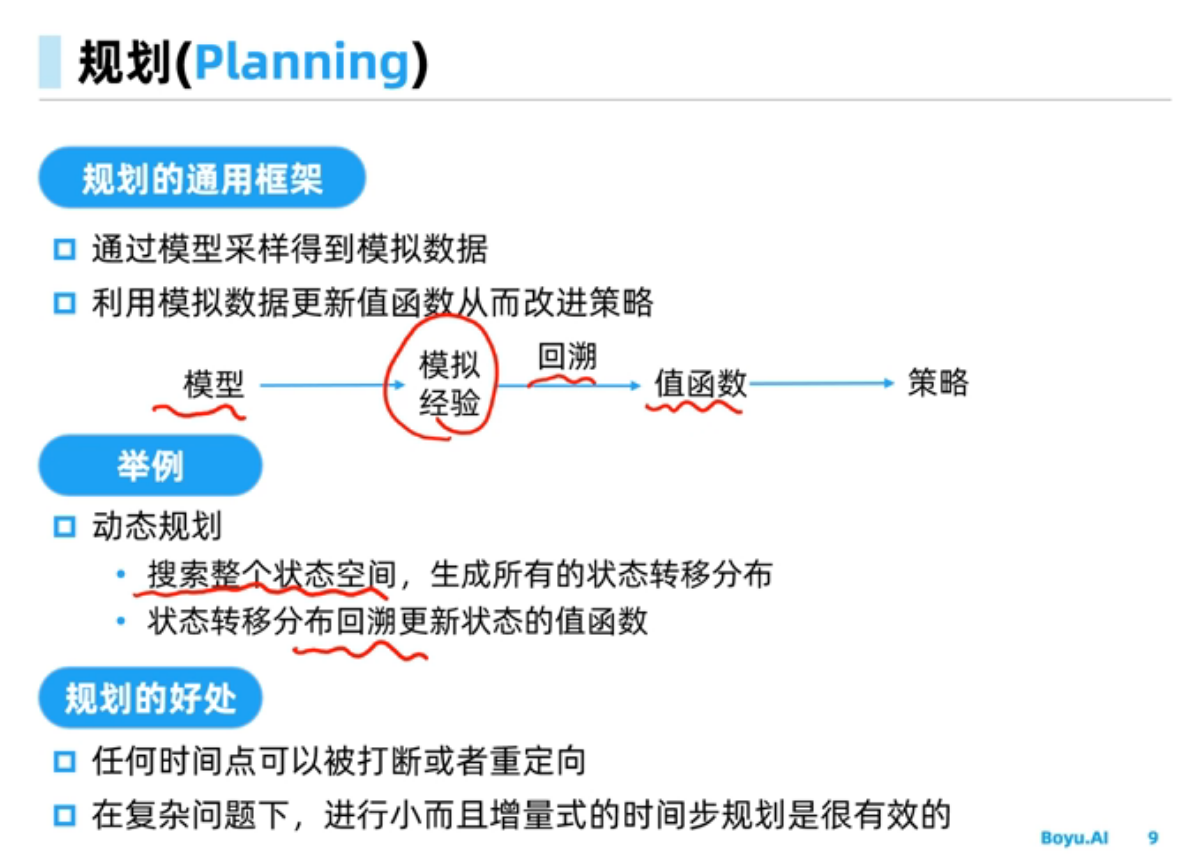 规划(Planning)
规划的通用框架
通过模型采样得到模拟数据
利用模拟数据更新值函数从而改进策略
模型
模拟
经验
回溯
值函数
策略
举例
动态规划
搜索整个状态空间，生成所有的状态转移分布
状态转移分布回溯更新状态的值函数
规划的好处
任何时间点可以被打断或者重定向
在复杂问题下，进行小而且增量式的时间步规划是很有效的
Boyu.AI 9